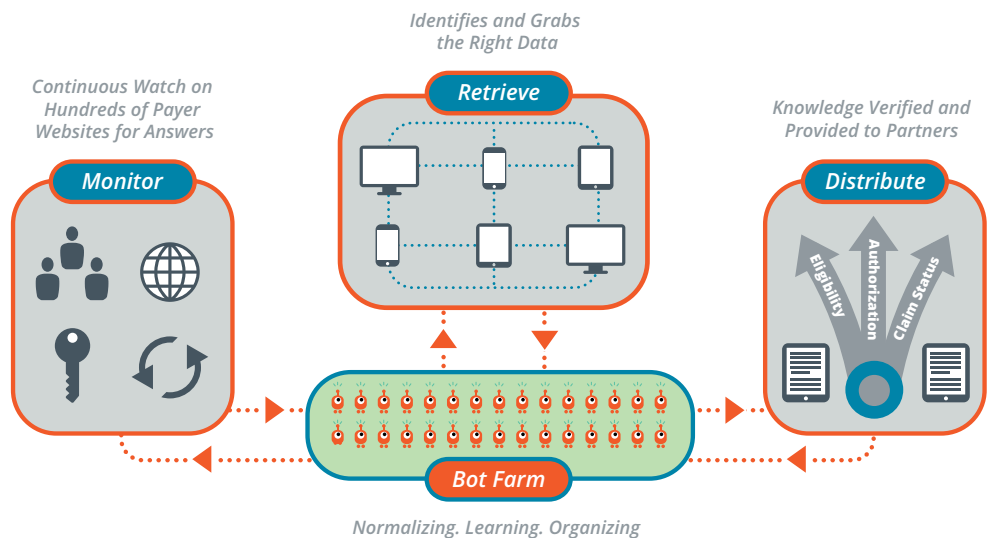 Identifies and Grabs
the Right Data
Retrieve
Continuous Watch on
Hundreds of Payer
Websites for Answers
Monitor
Knowledge Verified and
Provided to Partners
Distribute
Eligibility
Authorization
Claim Status
Bot Farm
Normalizing. Learning. Organizing